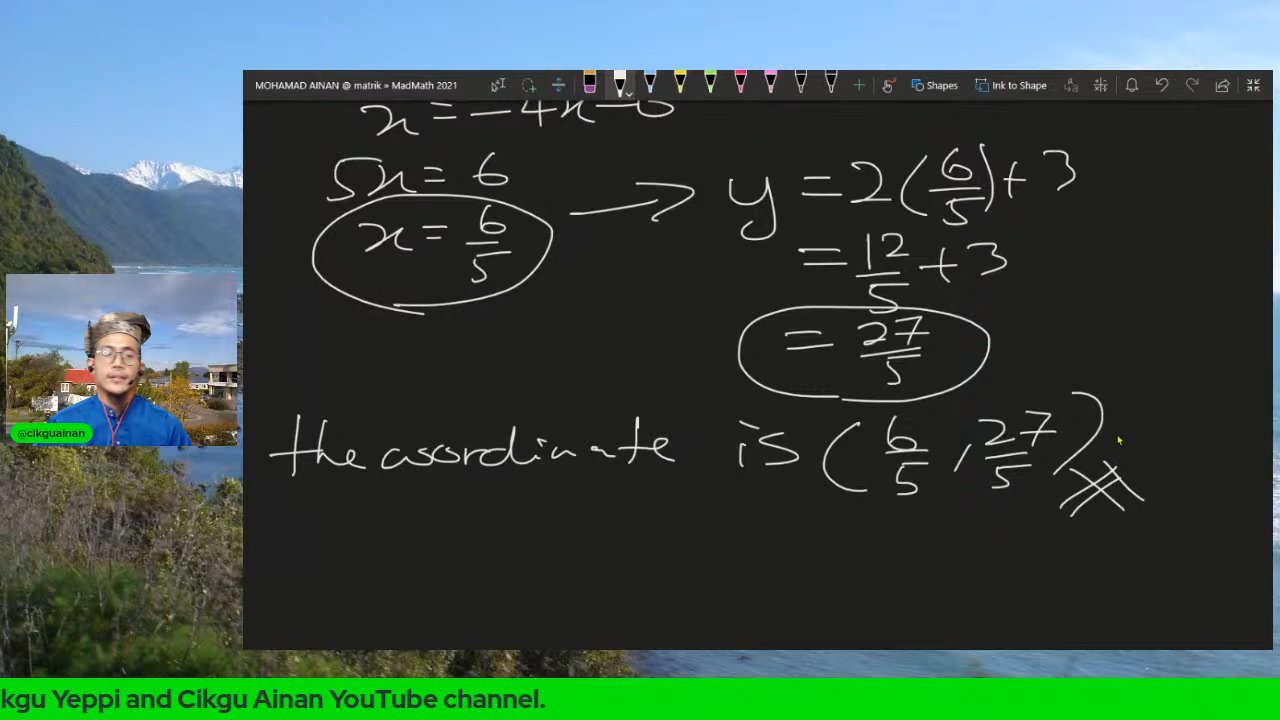 MOHAMAD AINAN @ matrik » MadMath 2021
Shapes
Ink to Shape
5x = 6
x = 6/5
y = 2(6/5) + 3
= 12/5 + 3
= 27/5
the coordinate is (6/5, 27/5)
@cikguainan
kgu Yeppi and Cikgu Ainan YouTube channel.